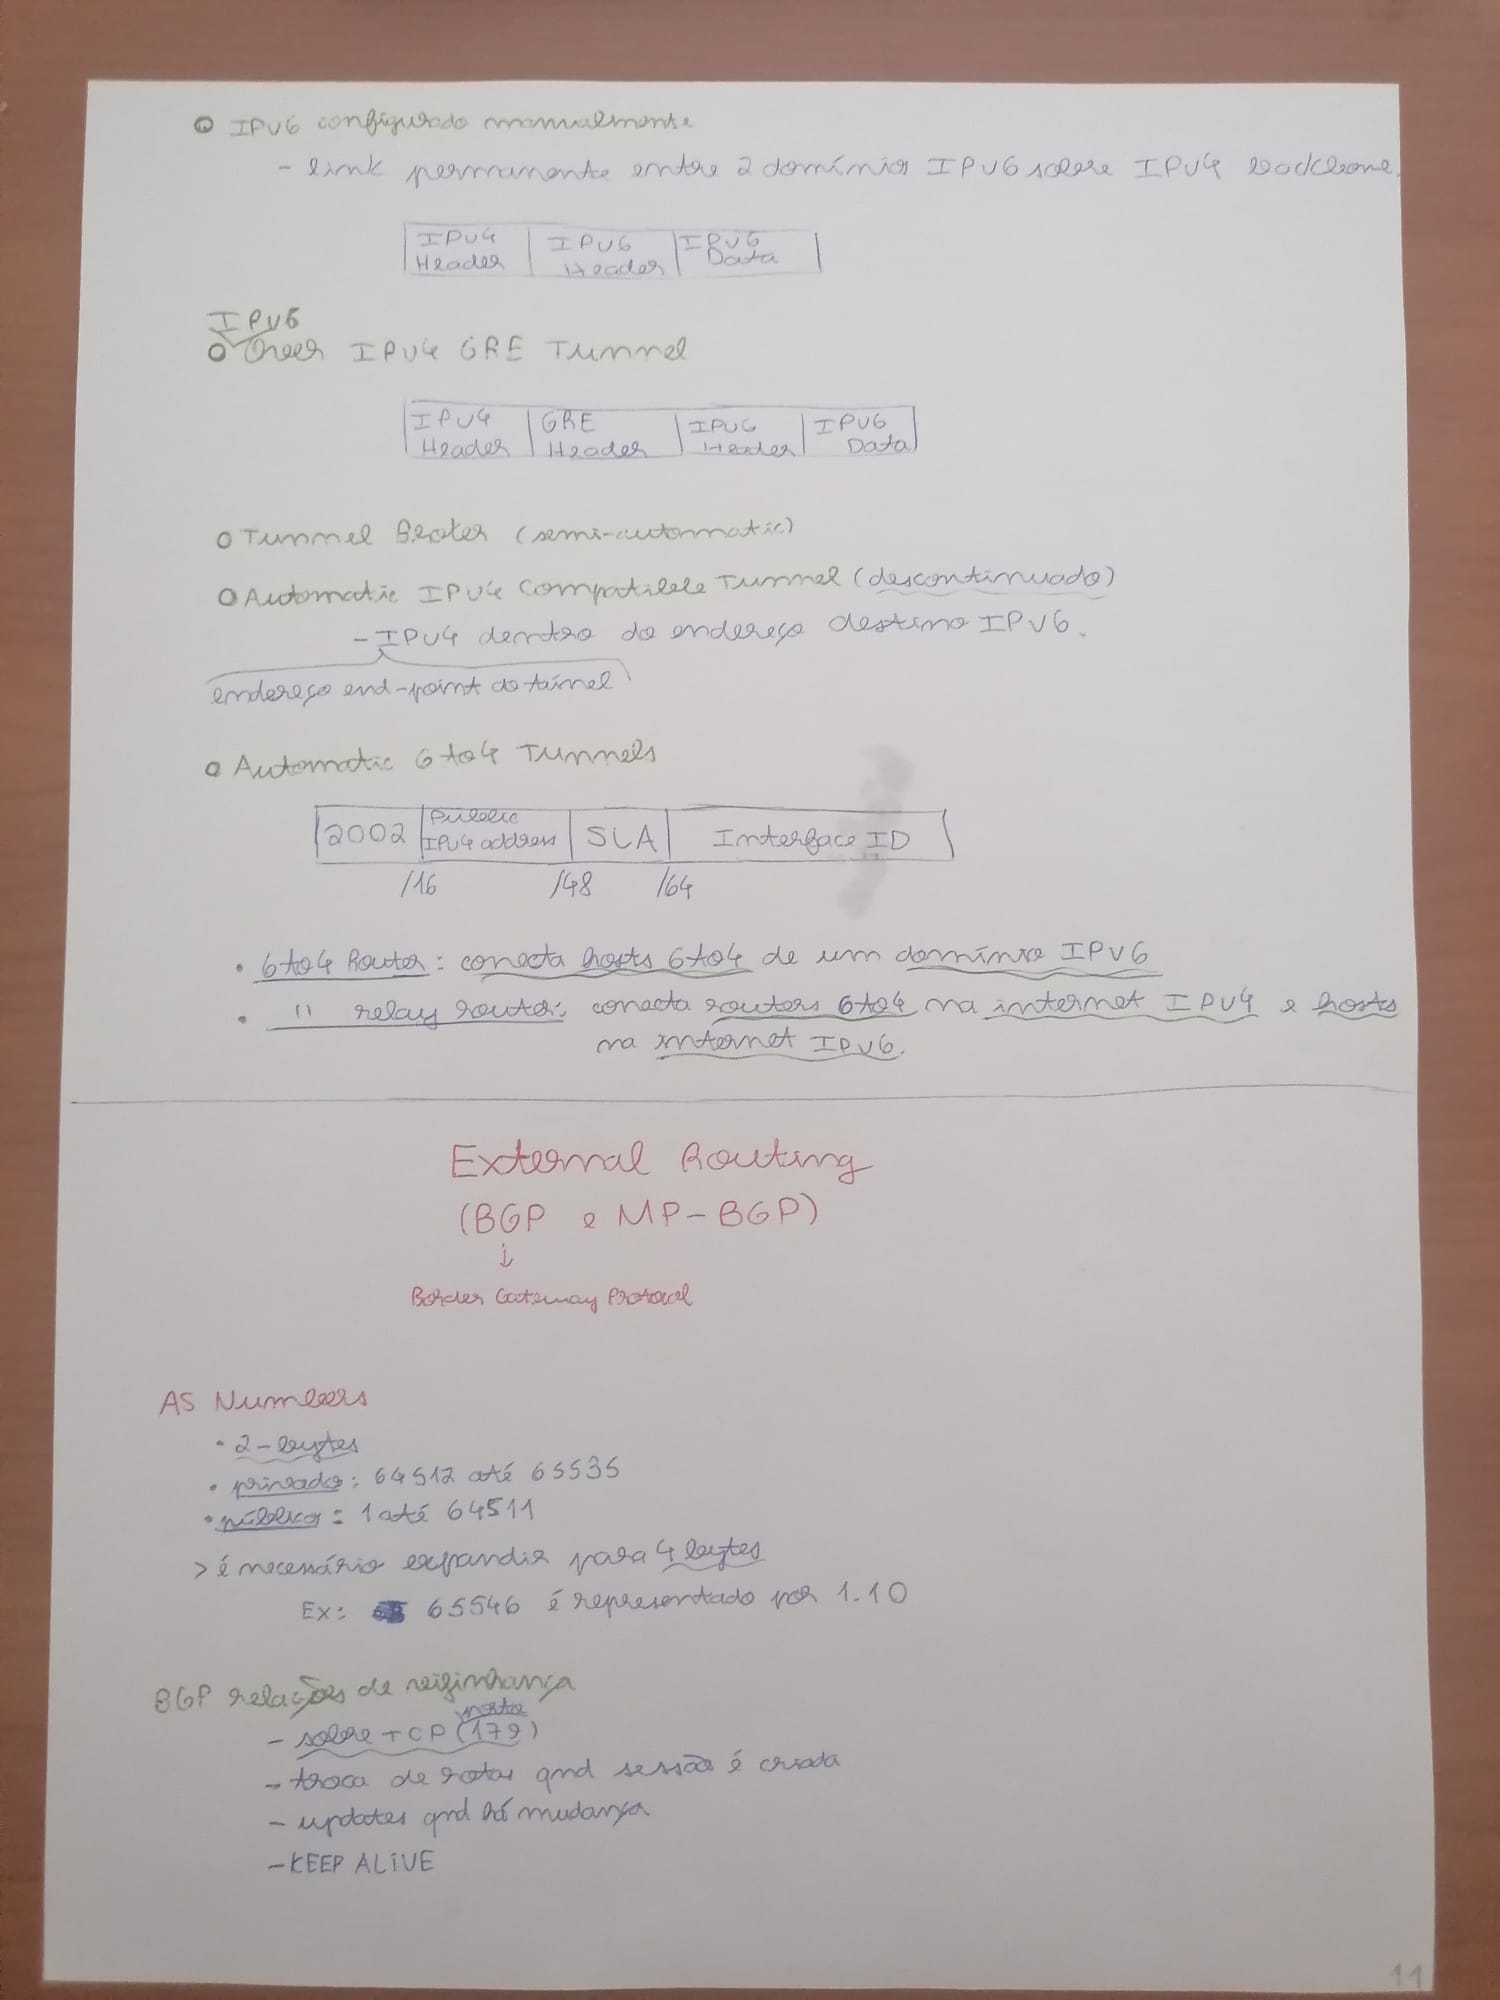 IPV6 configurado manualmente
- link permanente entre 2 domínios IPV6 sobre IPV4 backbone.
IPV4 Header | IPV6 Header | IPV6 Data
IPV6
Over IPV4 GRE Tunnel
IPV4 Header | GRE Header | IPV6 Header | IPV6 Data
Tunnel Broker (semi-automatic)
Automatic IPV4 Compatible Tunnel (descontinuado)
- IPV4 dentro do endereço destino IPV6.
endereço end-point do túnel
Automatic 6to4 Tunnels
2002 | Public IPV4 address | SLA | Interface ID
/16 /48 /64
• 6to4 Router: conecta hosts 6to4 de um domínio IPV6
• " relay router: conecta routers 6to4 na internet IPV4 e hosts
na internet IPV6.
External Routing
(BGP e MP-BGP)
↓
Border Gateway Protocol
AS Numbers
• 2-bytes
• privado: 64512 até 65535
• público: 1 até 64511
> é necessário expandir para 4 bytes
Ex: 65546 é representado por 1.10
BGP relações de vizinhança
porta
- sobre TCP (179)
- troca de rotas qnd sessão é criada
- updates qnd há mudança
- KEEP ALIVE
11